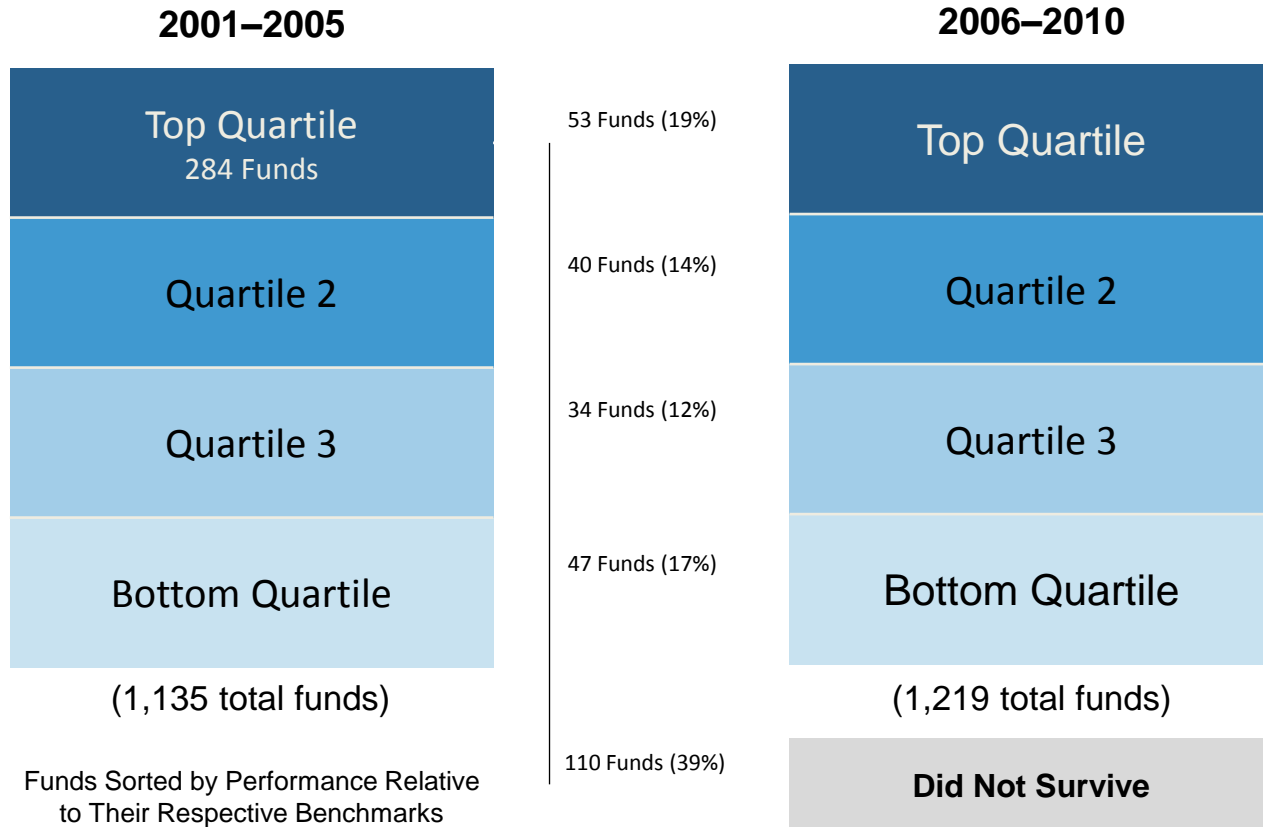 2001–2005
Top Quartile
284 Funds
Quartile 2
Quartile 3
Bottom Quartile
(1,135 total funds)
Funds Sorted by Performance Relative
to Their Respective Benchmarks
53 Funds (19%)
40 Funds (14%)
34 Funds (12%)
47 Funds (17%)
110 Funds (39%)
2006–2010
Top Quartile
Quartile 2
Quartile 3
Bottom Quartile
(1,219 total funds)
Did Not Survive